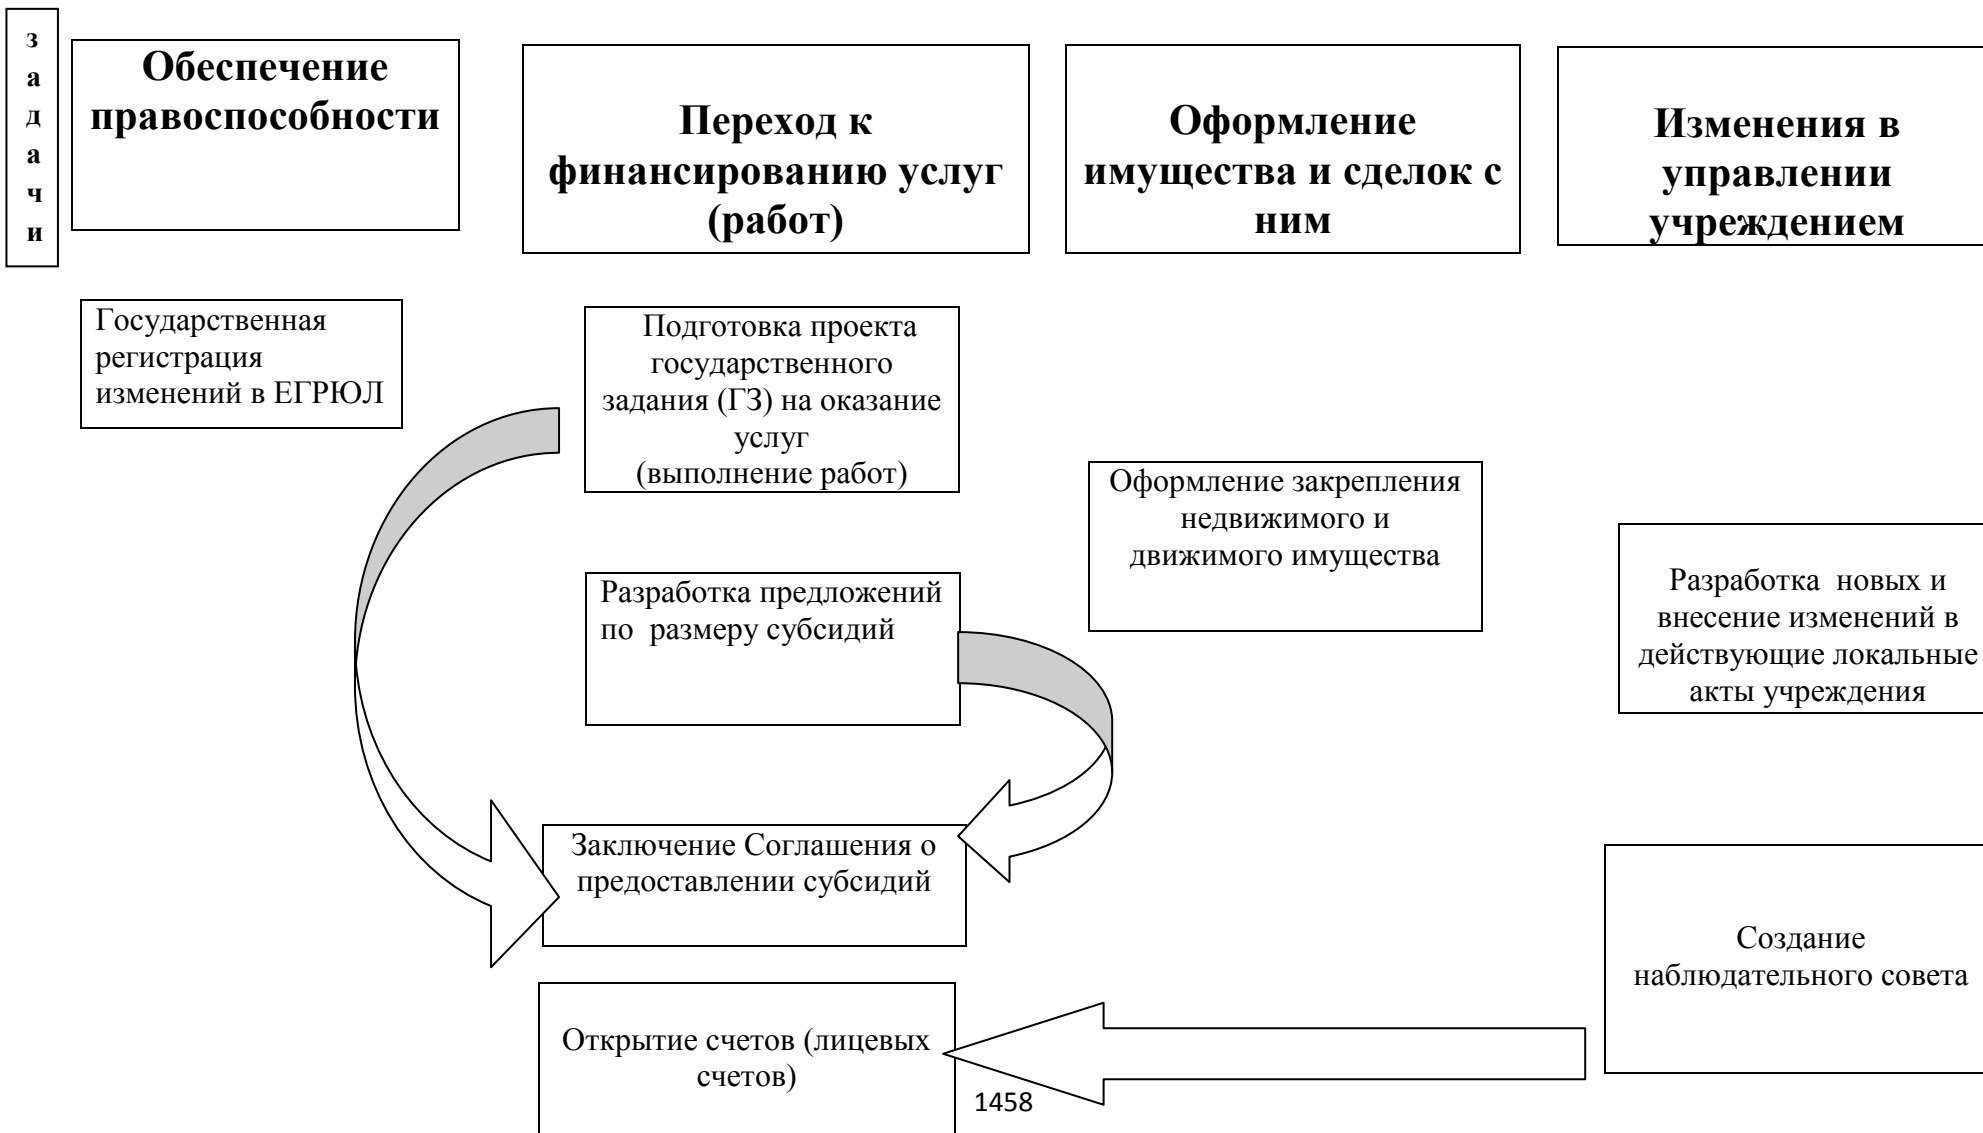 з
а
д
а
ч
и
Обеспечение
правоспособности
Переход к
финансированию услуг
(работ)
Оформление
имущества и сделок с
ним
Изменения в
управлении
учреждением
Государственная
регистрация
изменений в ЕГРЮЛ
Подготовка проекта
государственного
задания (ГЗ) на оказание
услуг
(выполнение работ)
Оформление закрепления
недвижимого и
движимого имущества
Разработка новых и
внесение изменений в
действующие локальные
акты учреждения
Разработка предложений
по размеру субсидий
Заключение Соглашения о
предоставлении субсидий
Создание
наблюдательного совета
Открытие счетов (лицевых
счетов)
1458